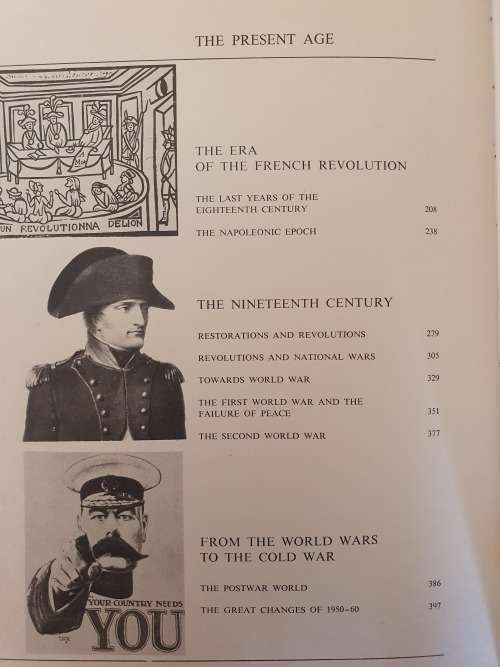 THE PRESENT AGE
UN REVOLUTIONNA DELION
THE ERA
OF THE FRENCH REVOLUTION
THE LAST YEARS OF THE
EIGHTEENTH CENTURY 208
THE NAPOLEONIC EPOCH 238
THE NINETEENTH CENTURY
RESTORATIONS AND REVOLUTIONS 279
REVOLUTIONS AND NATIONAL WARS 305
TOWARDS WORLD WAR 329
THE FIRST WORLD WAR AND THE
FAILURE OF PEACE 351
THE SECOND WORLD WAR 377
FROM THE WORLD WARS
TO THE COLD WAR
THE POSTWAR WORLD 386
THE GREAT CHANGES OF 1950–60 397
YOUR COUNTRY NEEDS
YOU